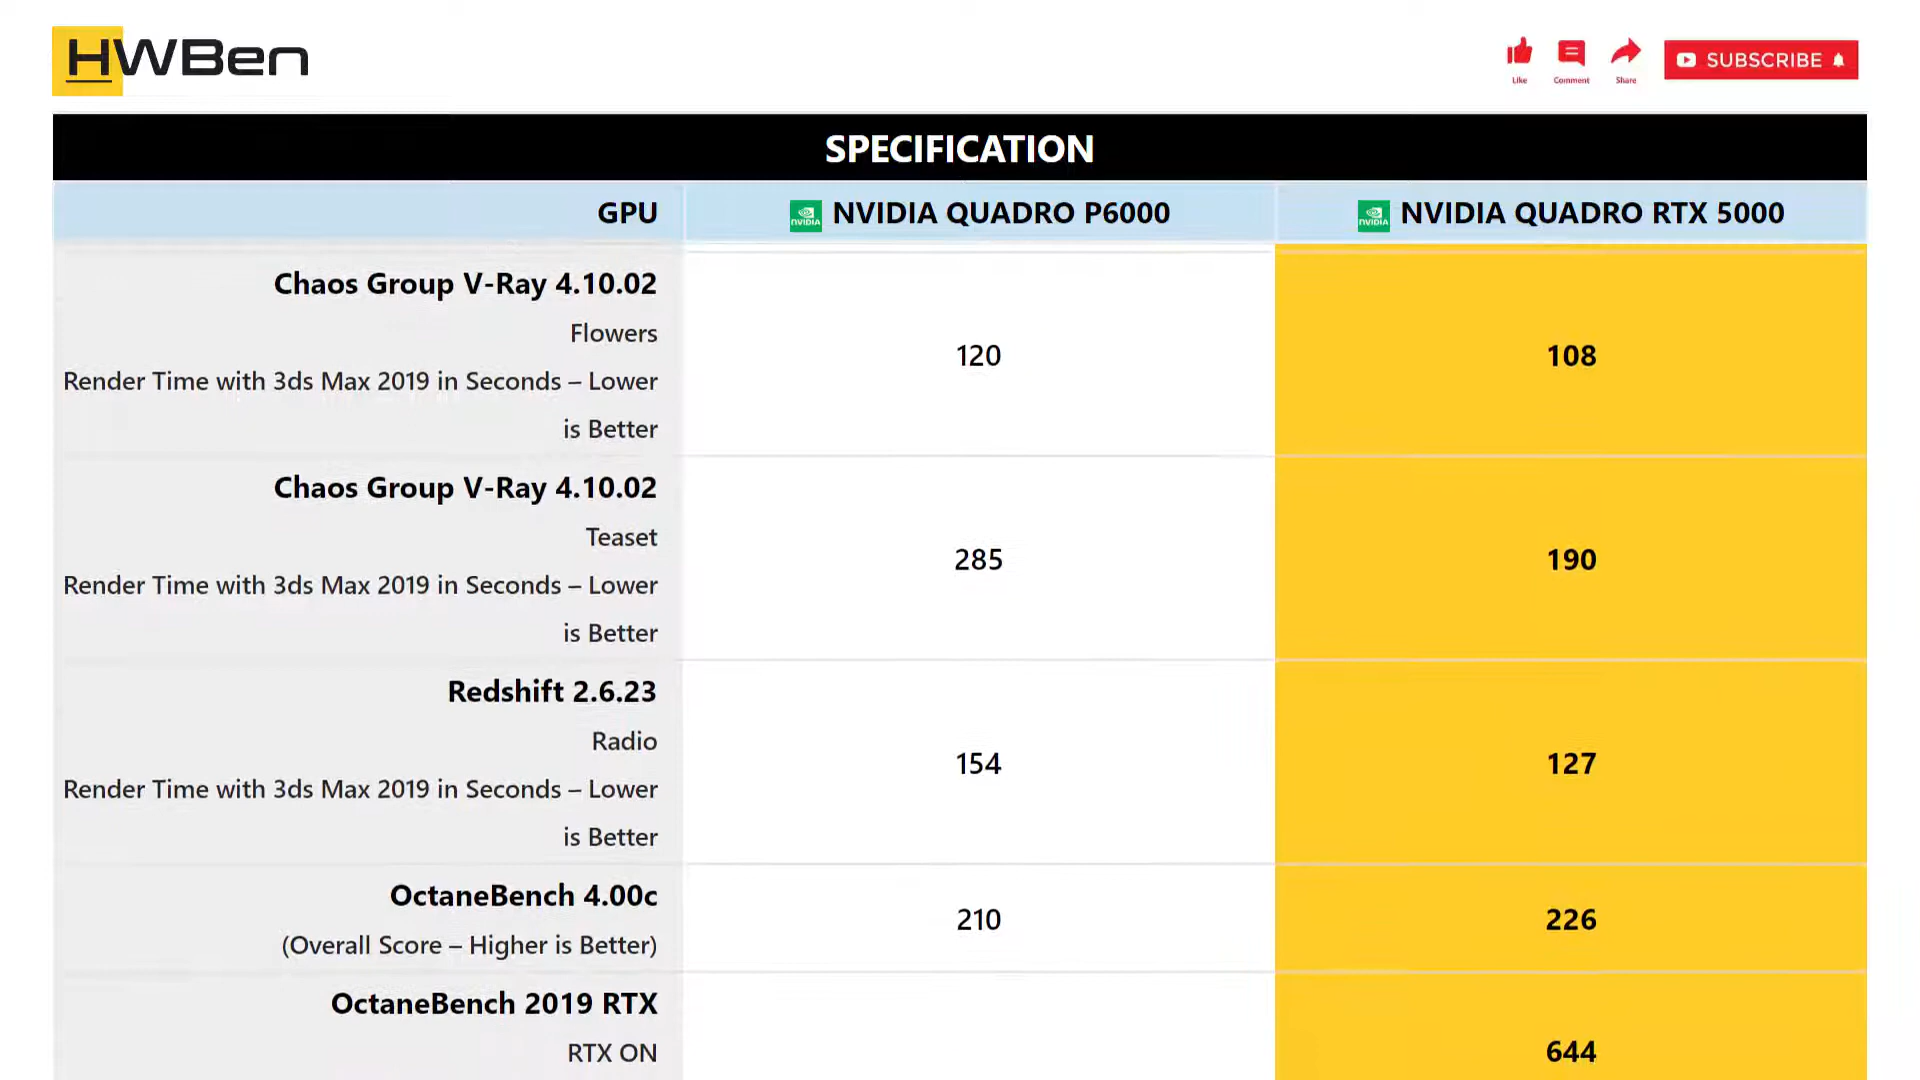 HWBen
Like
Comment
Share
SUBSCRIBE
SPECIFICATION
GPU
NVIDIA NVIDIA QUADRO P6000
NVIDIA NVIDIA QUADRO RTX 5000
Chaos Group V-Ray 4.10.02
Flowers
Render Time with 3ds Max 2019 in Seconds – Lower
is Better
120
108
Chaos Group V-Ray 4.10.02
Teaset
Render Time with 3ds Max 2019 in Seconds – Lower
is Better
285
190
Redshift 2.6.23
Radio
Render Time with 3ds Max 2019 in Seconds – Lower
is Better
154
127
OctaneBench 4.00c
(Overall Score – Higher is Better)
210
226
OctaneBench 2019 RTX
RTX ON
644